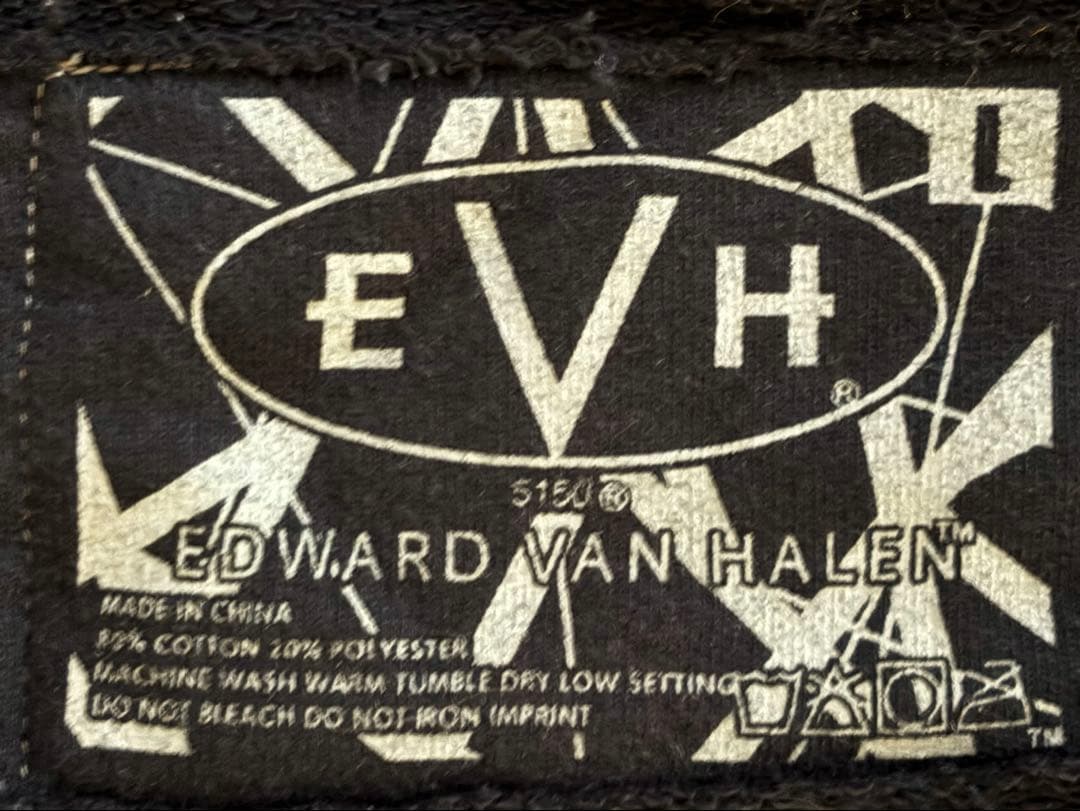 L
EVH®
5150®
EDWARD VAN HALEN™
MADE IN CHINA
80% COTTON 20% POLYESTER
MACHINE WASH WARM TUMBLE DRY LOW SETTING
DO NOT BLEACH DO NOT IRON IMPRINT
TM